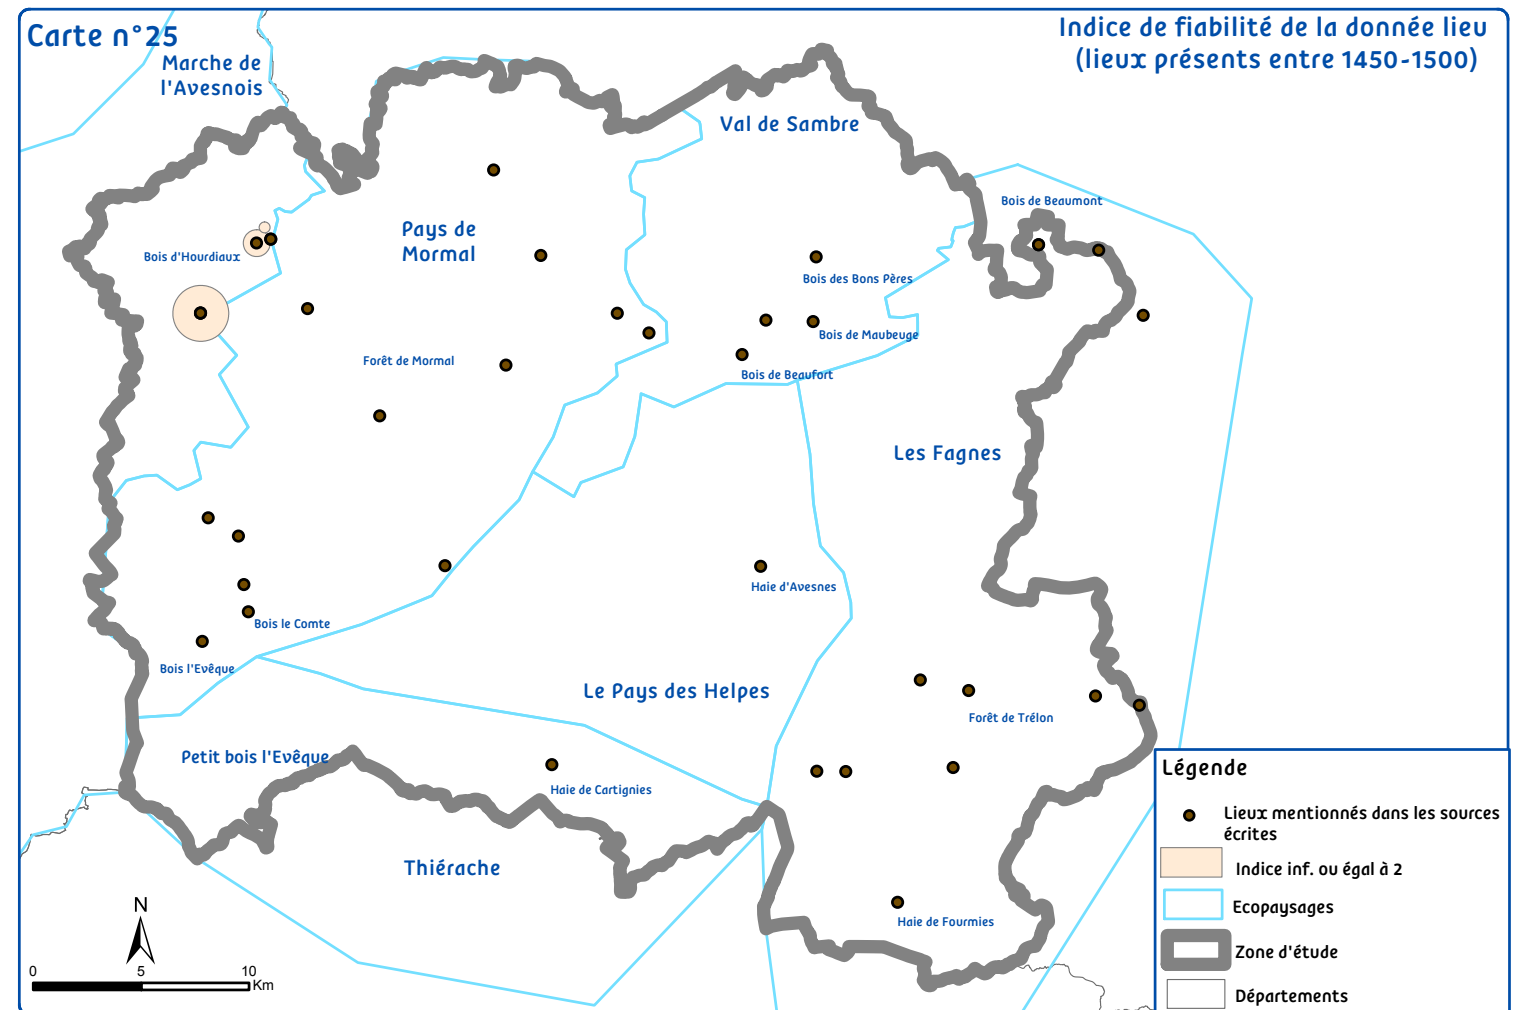 Carte n°25
Indice de fiabilité de la donnée lieu
(lieux présents entre 1450-1500)
Marche de
l'Avesnois
Val de Sambre
Bois de Beaumont
Pays de
Mormal
Bois d'Hourdiaux
Bois des Bons Pères
Bois de Maubeuge
Forêt de Mormal
Bois de Beaufort
Les Fagnes
Haie d'Avesnes
Bois le Comte
Bois l'Evêque
Le Pays des Helpes
Forêt de Trélon
Petit bois l'Evêque
Haie de Cartignies
Thiérache
Haie de Fourmies
N
0 5 10
Km
Légende
Lieux mentionnés dans les sources
écrites
Indice inf. ou égal à 2
Ecopaysages
Zone d'étude
Départements